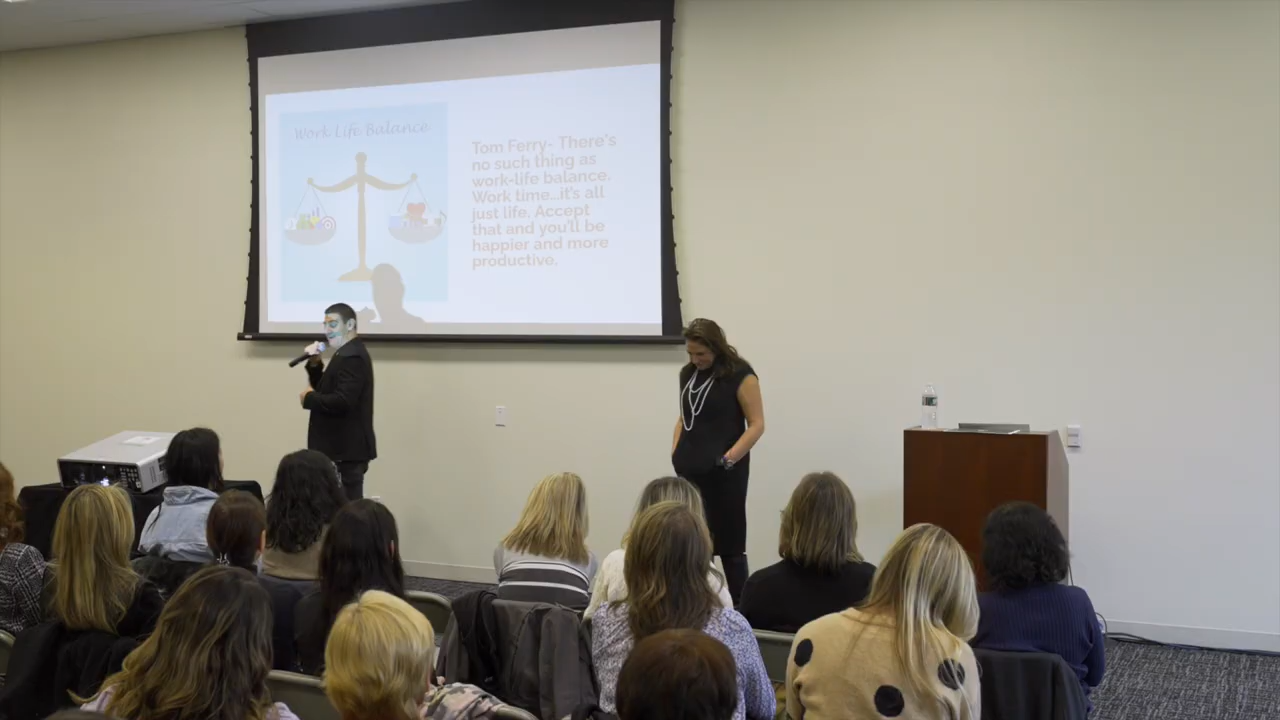 Work Life Balance
Tom Ferry- There's
no such thing as
work-life balance.
Work time...it's all
just life. Accept
that and you'll be
happier and more
productive.